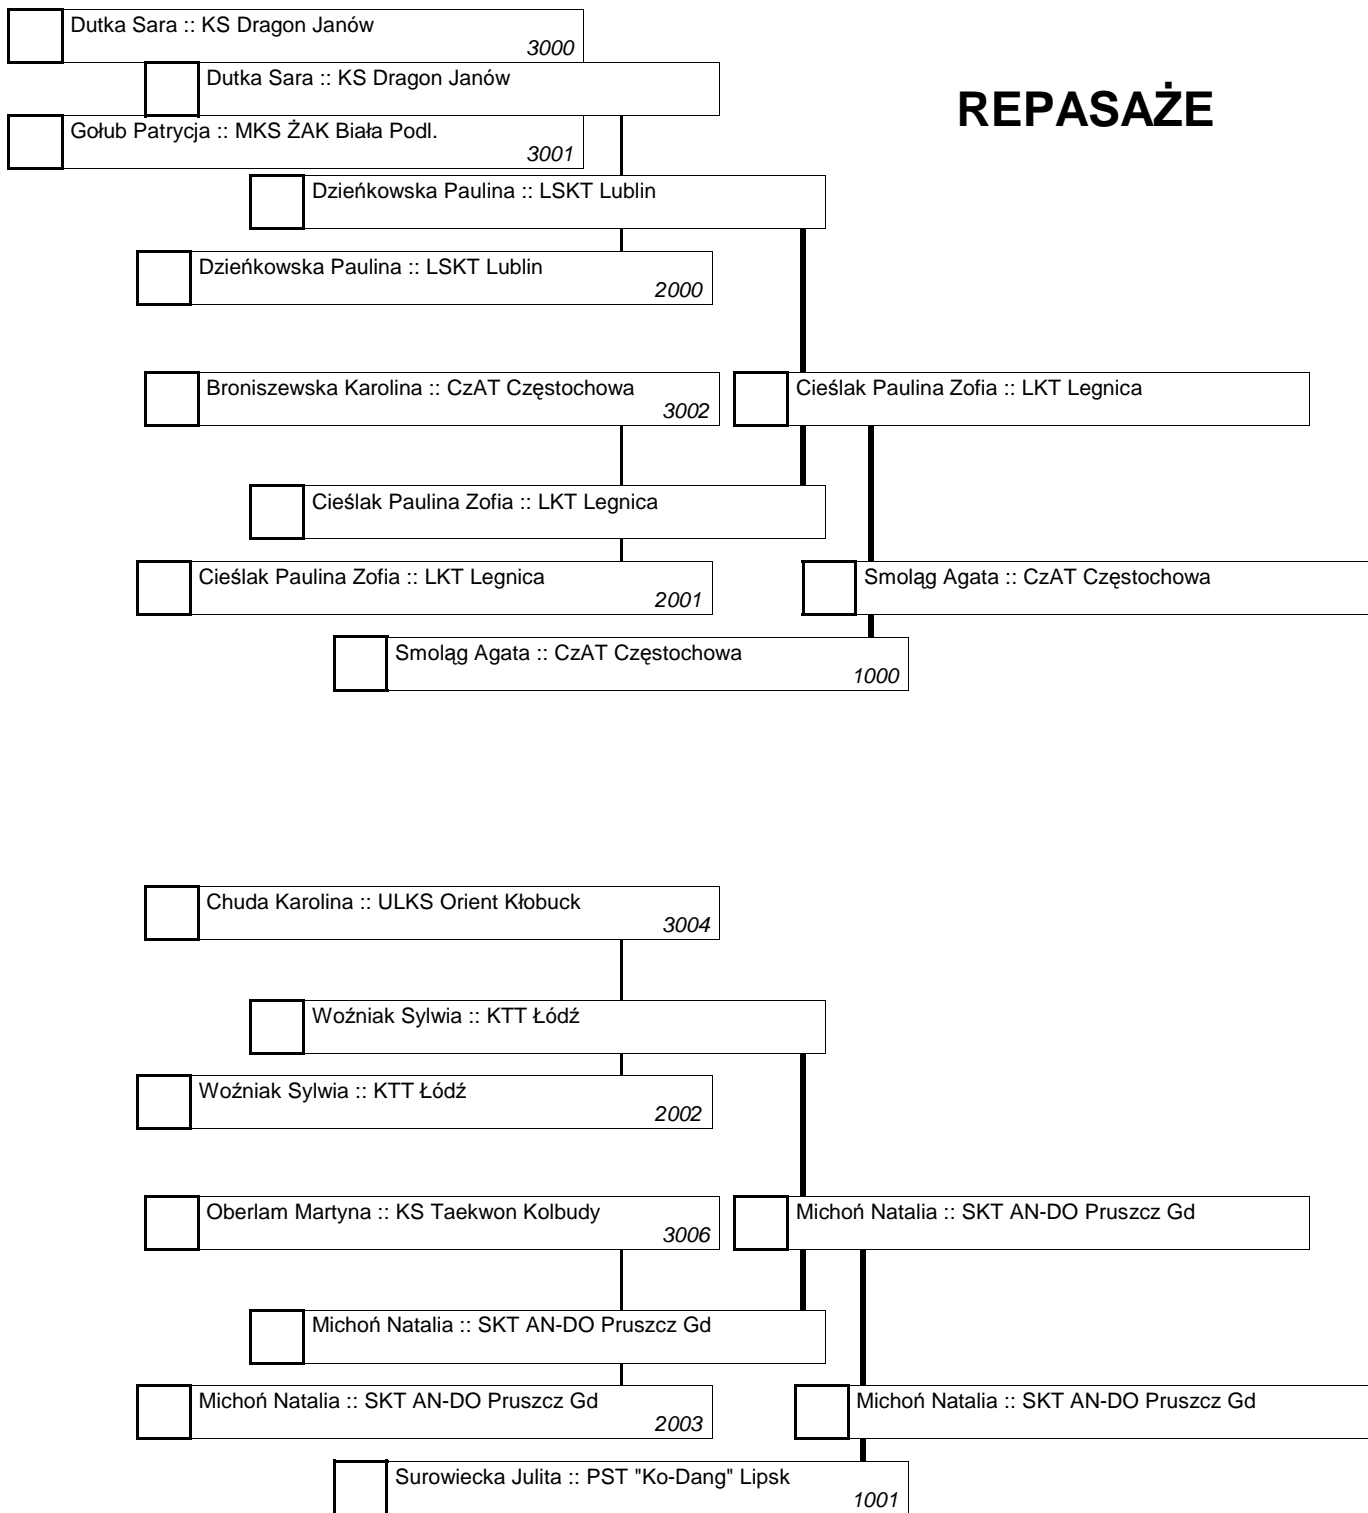 Dutka Sara :: KS Dragon Janów
3000
Dutka Sara :: KS Dragon Janów
REPASAŻE
Gołub Patrycja :: MKS ŻAK Biała Podl.
3001
Dzieńkowska Paulina :: LSKT Lublin
Dzieńkowska Paulina :: LSKT Lublin
2000
Broniszewska Karolina :: CzAT Częstochowa
3002
Cieślak Paulina Zofia :: LKT Legnica
Cieślak Paulina Zofia :: LKT Legnica
Cieślak Paulina Zofia :: LKT Legnica
2001
Smoląg Agata :: CzAT Częstochowa
Smoląg Agata :: CzAT Częstochowa
1000
Chuda Karolina :: ULKS Orient Kłobuck
3004
Woźniak Sylwia :: KTT Łódź
Woźniak Sylwia :: KTT Łódź
2002
Oberlam Martyna :: KS Taekwon Kolbudy
3006
Michoń Natalia :: SKT AN-DO Pruszcz Gd
Michoń Natalia :: SKT AN-DO Pruszcz Gd
Michoń Natalia :: SKT AN-DO Pruszcz Gd
2003
Michoń Natalia :: SKT AN-DO Pruszcz Gd
Surowiecka Julita :: PST "Ko-Dang" Lipsk
1001